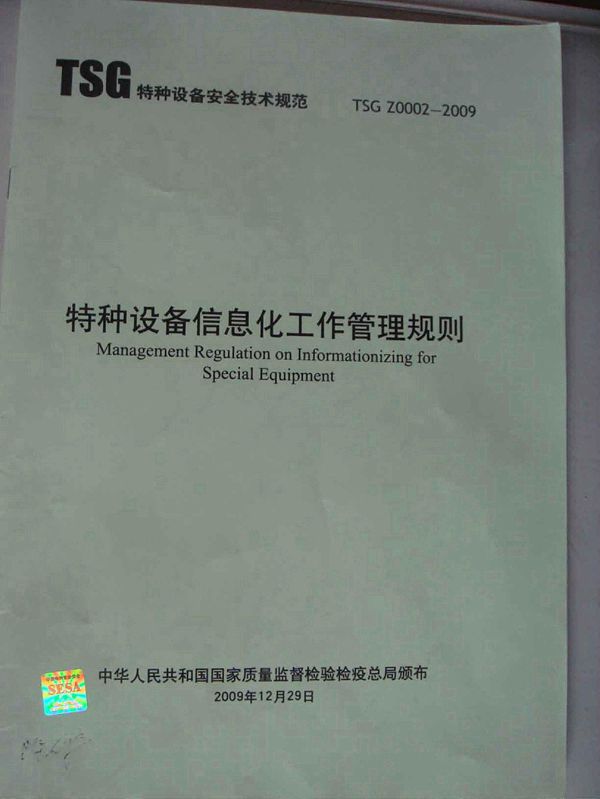 TSG 特种设备安全技术规范 TSG Z0002—2009
特种设备信息化工作管理规则
Management Regulation on Informationizing for
Special Equipment
SESA
中华人民共和国国家质量监督检验检疫总局颁布
2009年12月29日